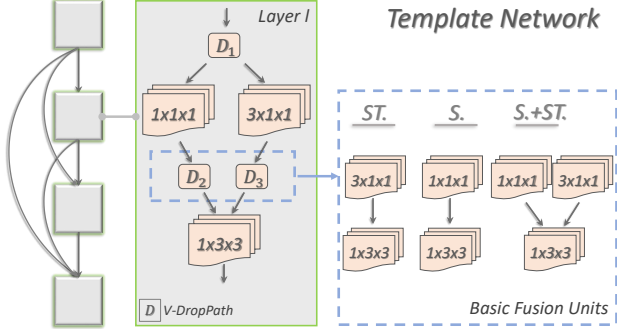 Layer I
Template Network
D1
1x1x1
3x1x1
D2
D3
1x3x3
D V-DropPath
ST.
S.
S.+ST.
3x1x1
1x1x1
1x1x1
3x1x1
1x3x3
1x3x3
1x3x3
Basic Fusion Units